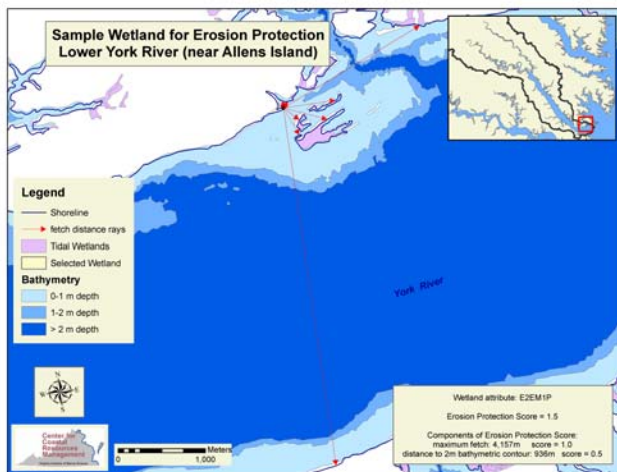 Sample Wetland for Erosion Protection
Lower York River (near Allens Island)
Legend
Shoreline
fetch distance rays
Tidal Wetlands
Selected Wetland
Bathymetry
0-1 m depth
1-2 m depth
> 2 m depth
York River
N
W E
S
Center for
Coastal
Resources
Management
Meters
0 500 1,000
Wetland attribute: E2EM1P
Erosion Protection Score = 1.5
Components of Erosion Protection Score:
maximum fetch: 4,157m score = 1.0
distance to 2m bathymetric contour: 936m score = 0.5